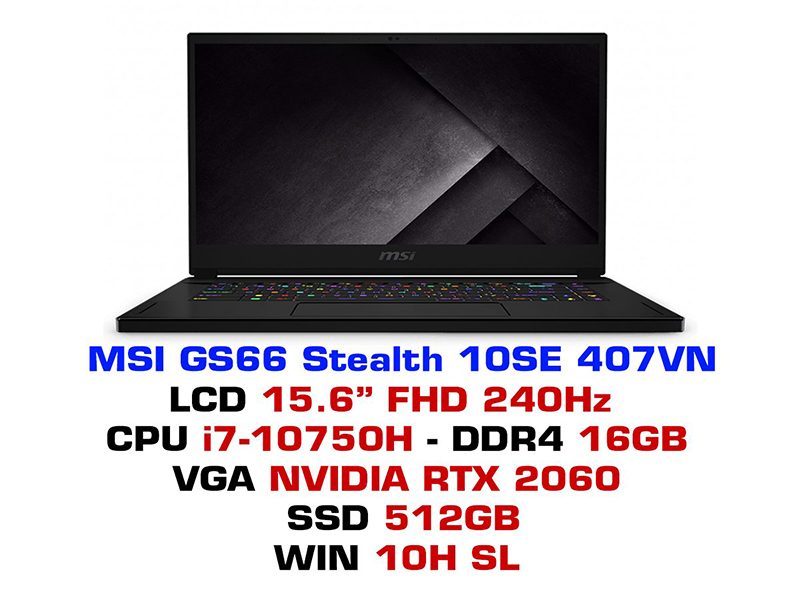 msi
MSI GS66 Stealth 10SE 407VN
LCD 15.6” FHD 240Hz
CPU i7-10750H - DDR4 16GB
VGA NVIDIA RTX 2060
SSD 512GB
WIN 10H SL